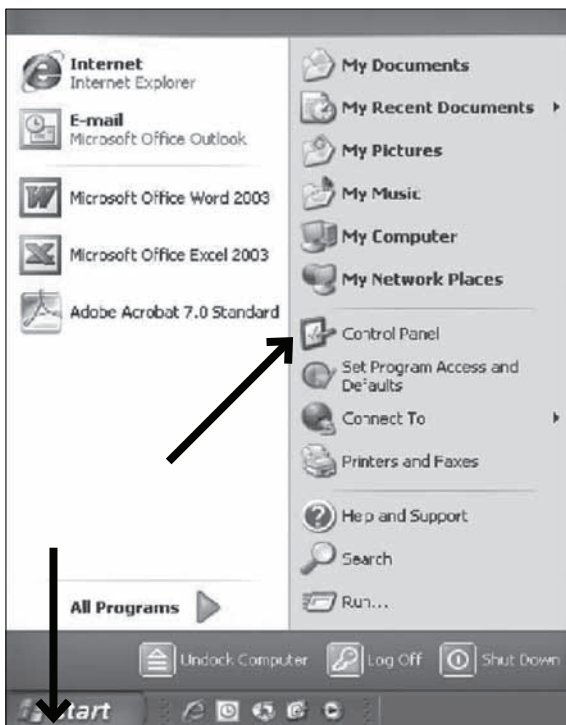 Internet
Internet Explorer
E-mail
Microsoft Office Outlook
Microsoft Office Word 2003
Microsoft Office Excel 2003
Adobe Acrobat 7.0 Standard
All Programs
My Documents
My Recent Documents
My Pictures
My Music
My Computer
My Network Places
Control Panel
Set Program Access and
Defaults
Connect To
Printers and Faxes
Help and Support
Search
Run...
Undock Computer
Log Off
Shut Down
start